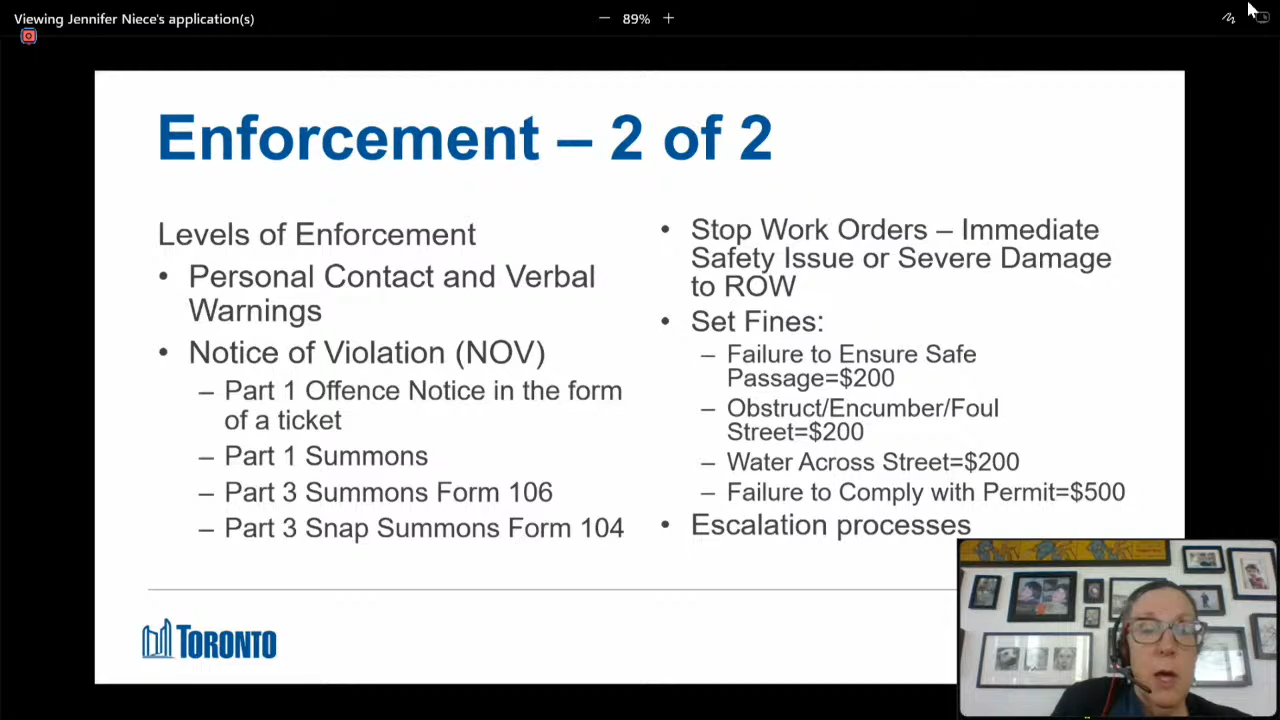 Viewing Jennifer Niece's application(s)
89%
Enforcement – 2 of 2
Levels of Enforcement
• Personal Contact and Verbal
Warnings
• Notice of Violation (NOV)
– Part 1 Offence Notice in the form
of a ticket
– Part 1 Summons
– Part 3 Summons Form 106
– Part 3 Snap Summons Form 104
• Stop Work Orders – Immediate
Safety Issue or Severe Damage
to ROW
• Set Fines:
– Failure to Ensure Safe
Passage=$200
– Obstruct/Encumber/Foul
Street=$200
– Water Across Street=$200
– Failure to Comply with Permit=$500
• Escalation processes
TORONTO